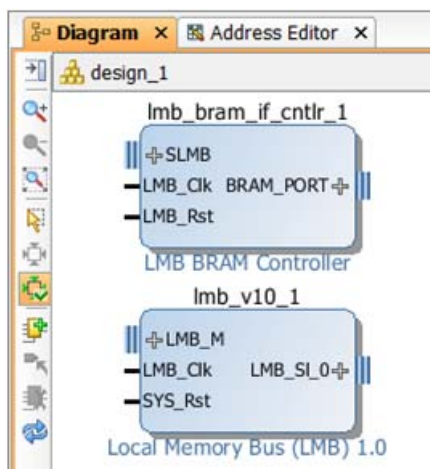 Diagram × Address Editor ×
design_1
lmb_bram_if_cntlr_1
SLMB
LMB_Clk BRAM_PORT
LMB_Rst
LMB BRAM Controller
lmb_v10_1
LMB_M
LMB_Clk LMB_Sl_0
SYS_Rst
Local Memory Bus (LMB) 1.0